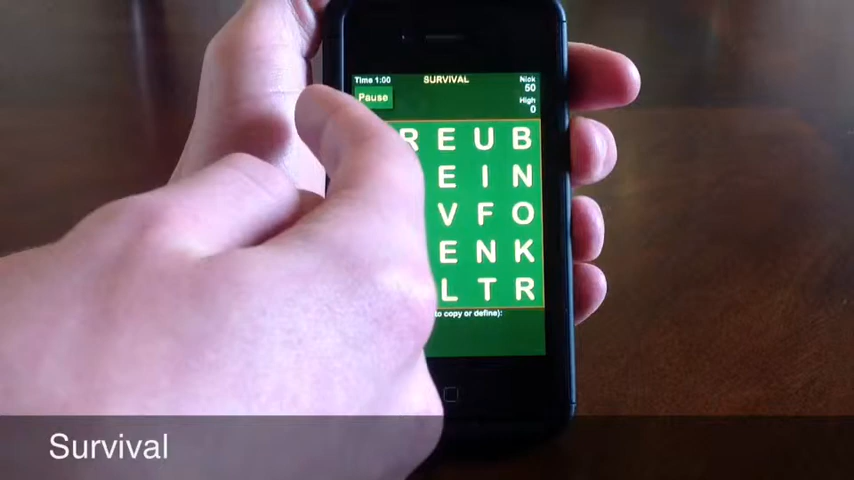 Time 1:00 SURVIVAL Nick
50
Pause High
0
R E U B
E I N
V F O
E N K
L T R
to copy or define):
Survival